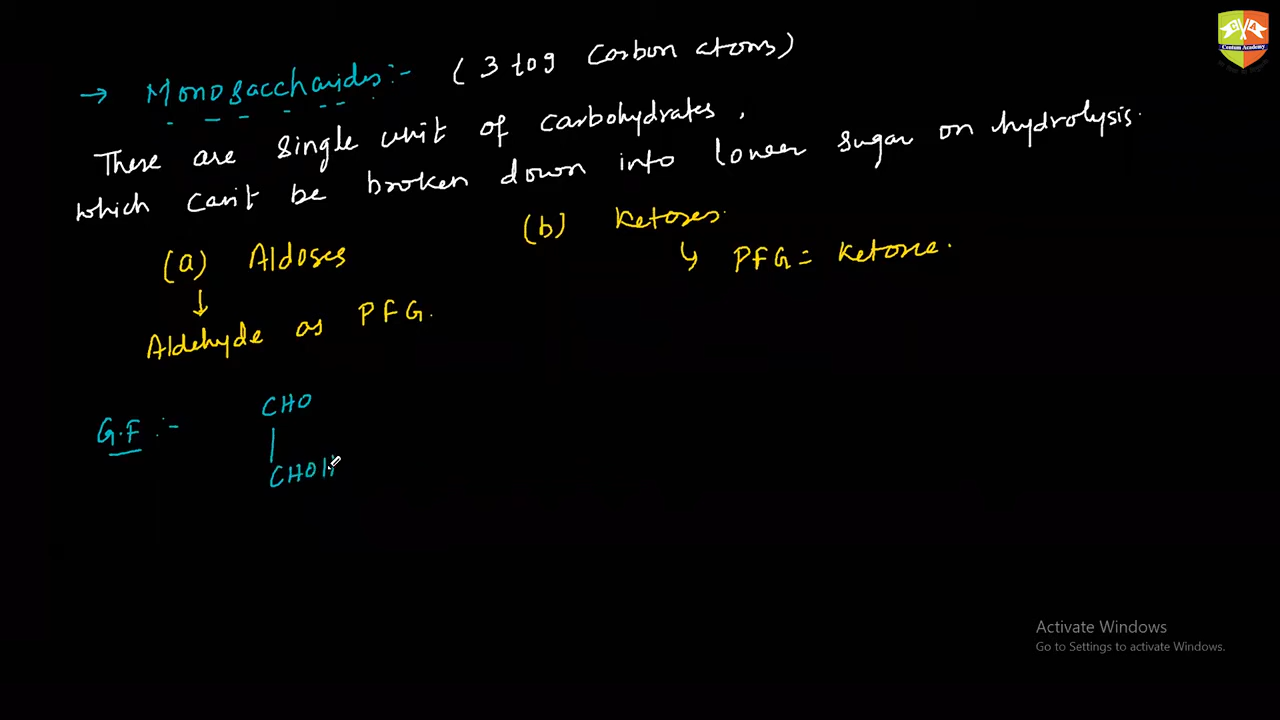 → Monosaccharides :- (3 to 9 Carbon atoms)
These are single unit of carbohydrates,
which can't be broken down into lower sugar on hydrolysis.
(a) Aldoses
(b) Ketoses.
↳ PFG = Ketone.
↓
Aldehyde as PFG.
G.F :-
CHO
|
CHOH
Centum Academy
Activate Windows
Go to Settings to activate Windows.